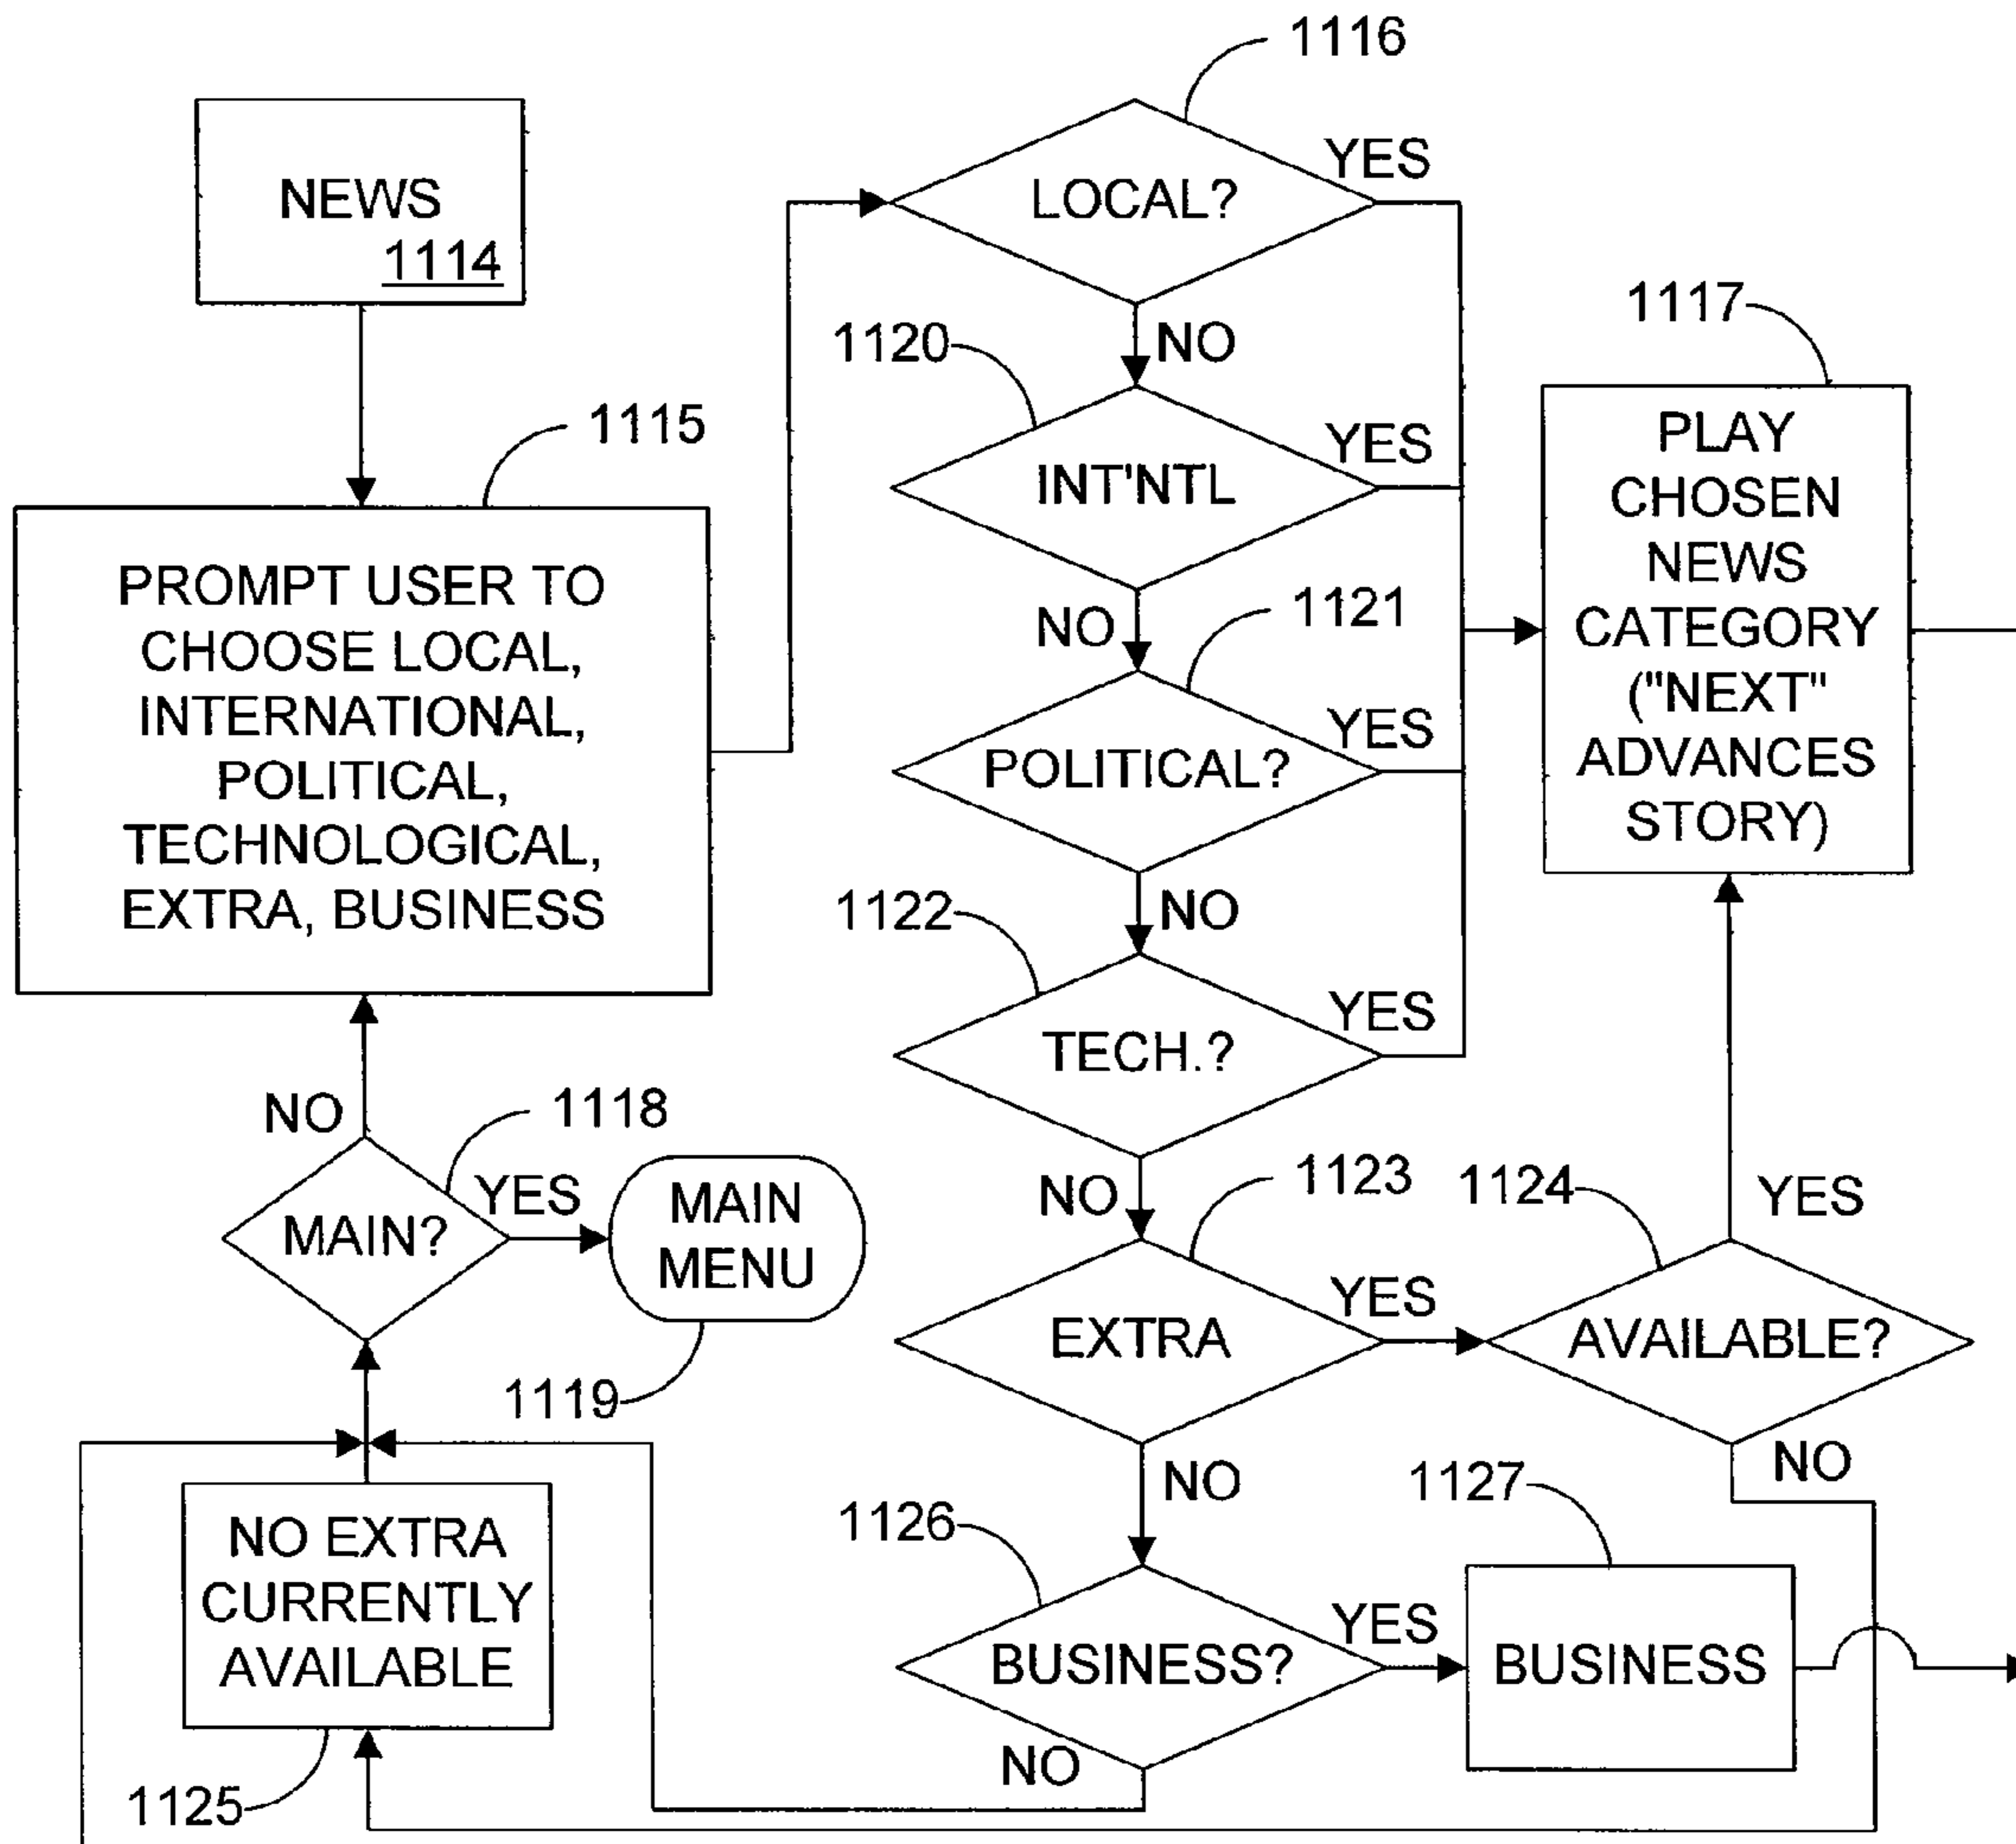 NEWS
1114
1115
PROMPT USER TO
CHOOSE LOCAL,
INTERNATIONAL,
POLITICAL,
TECHNOLOGICAL,
EXTRA, BUSINESS
NO
1118
MAIN?
YES
MAIN
MENU
1119
NO EXTRA
CURRENTLY
AVAILABLE
1125
1116
LOCAL?
YES
NO
1120
INT'NTL
YES
NO
1121
POLITICAL?
YES
NO
1122
TECH.?
YES
NO
1123
EXTRA
YES
NO
1126
BUSINESS?
YES
NO
1117
PLAY
CHOSEN
NEWS
CATEGORY
("NEXT"
ADVANCES
STORY)
1124
YES
AVAILABLE?
NO
1127
BUSINESS